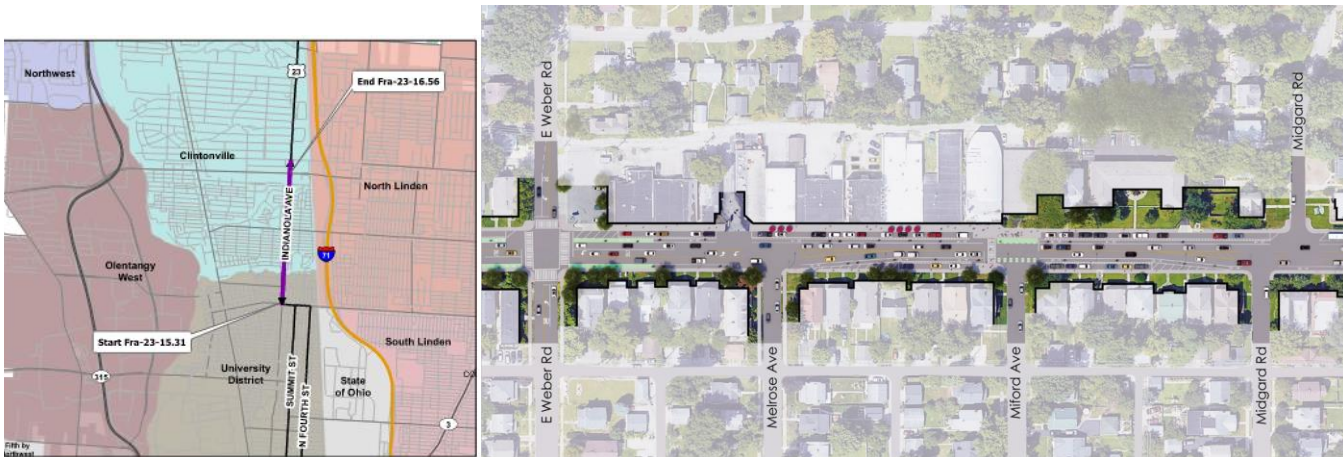 Northwest
23
End Fra-23-16.56
Clintonville
North Linden
INDIANOLA AVE
71
Olentangy
West
Start Fra-23-15.31
University
District
SUMMIT ST
N FOURTH ST
State
of Ohio
South Linden
315
3
Fifth by
E Weber Rd
Midgard Rd
E Weber Rd
Melrose Ave
Milford Ave
Midgard Rd